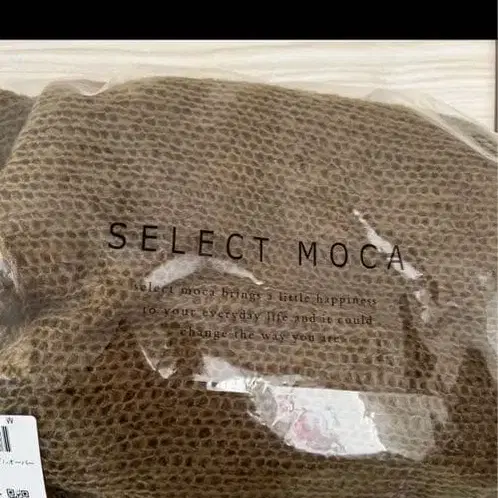 SELECT MOCA
select moca brings a little happiness
to your everyday life and it could
change the way you are
W